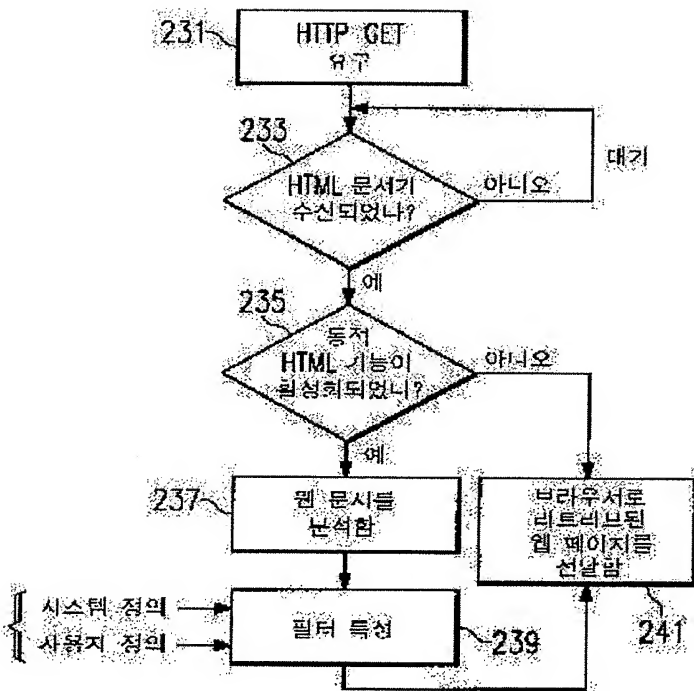 231
HTTP GET
요구
233
대기
HTML 문서가
수신되었나?
아니오
예
235
동적
HTML 기능이
활성화되었나?
아니오
예
237
웹 문서를
분석함
브라우서로
리트리브된
웹 페이지를
전달함
시스템 정의
사용자 정의
필터 특성
239
241